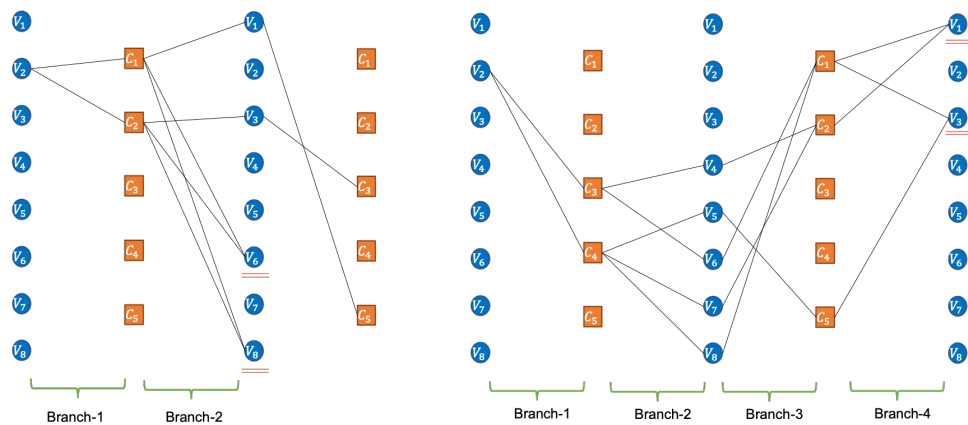 V1 V1 V1 V1 V1
C1 C1 C1 C1
V2 V2 V2 V2 V2
V3 V3 V3 V3 V3
C2 C2 C2 C2
V4 V4 V4 V4 V4
C3 C3 C3 C3
V5 V5 V5 V5 V5
V6 V6 V6 V6 V6
C4 C4 C4 C4
V7 V7 V7 V7 V7
C5 C5 C5 C5
V8 V8 V8 V8 V8
Branch-1 Branch-2 Branch-1 Branch-2 Branch-3 Branch-4